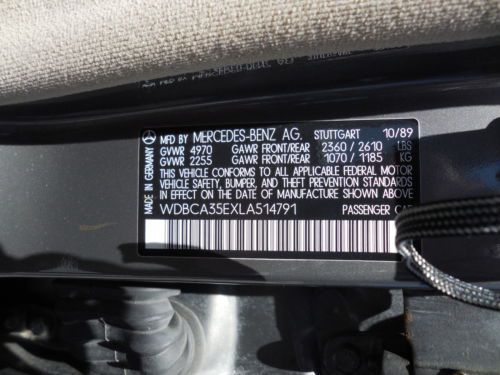 MFD BY MERCEDES-BENZ AG. STUTTGART 10/89
GVWR 4970 GAWR FRONT/REAR 2360 / 2610 LBS
GVWR 2255 GAWR FRONT/REAR 1070 / 1185 KG
THIS VEHICLE CONFORMS TO ALL APPLICABLE FEDERAL
SAFETY, BUMPER, AND THEFT PREVENTION STANDARDS IN
EFFECT ON THE DATE OF MANUFACTURE SHOWN ABOVE
WDBCA35EXLA514791 PASSENGER CAR
MADE IN GERMANY